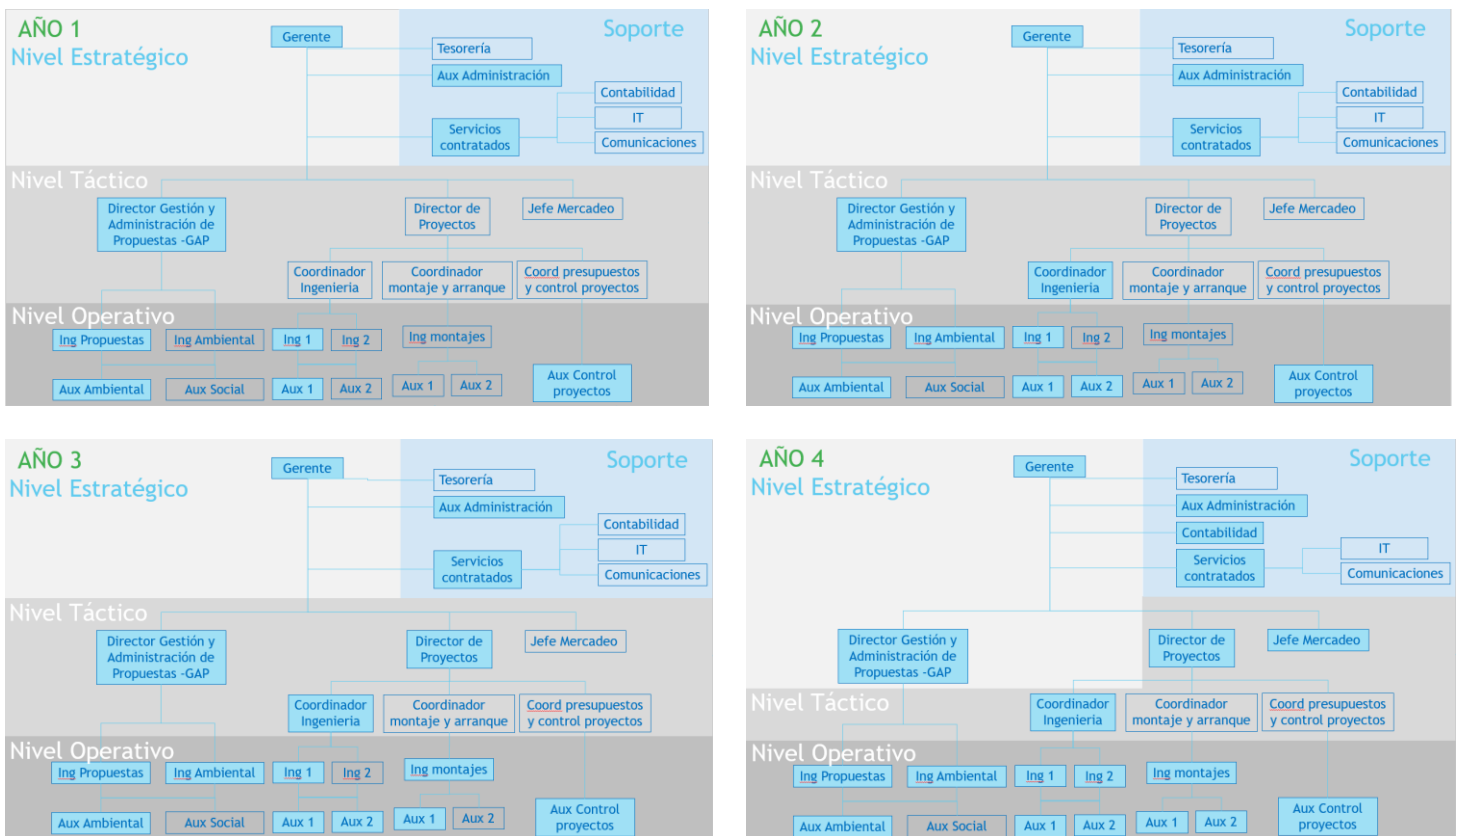 AÑO 1
Nivel Estratégico
Soporte
Gerente
Tesorería
Aux Administración
Contabilidad
IT
Servicios
contratados
Comunicaciones
Nivel Táctico
Director Gestión y
Administración de
Propuestas -GAP
Director de
Proyectos
Jefe Mercadeo
Coordinador
Ingenieria
Coordinador
montaje y arranque
Coord presupuestos
y control proyectos
Nivel Operativo
Ing Propuestas
Ing Ambiental
Ing 1
Ing 2
Ing montajes
Aux Ambiental
Aux Social
Aux 1
Aux 2
Aux 1
Aux 2
Aux Control
proyectos
AÑO 2
Nivel Estratégico
Soporte
Gerente
Tesorería
Aux Administración
Contabilidad
IT
Servicios
contratados
Comunicaciones
Nivel Táctico
Director Gestión y
Administración de
Propuestas -GAP
Director de
Proyectos
Jefe Mercadeo
Coordinador
Ingenieria
Coordinador
montaje y arranque
Coord presupuestos
y control proyectos
Nivel Operativo
Ing Propuestas
Ing Ambiental
Ing 1
Ing 2
Ing montajes
Aux Ambiental
Aux Social
Aux 1
Aux 2
Aux 1
Aux 2
Aux Control
proyectos
AÑO 3
Nivel Estratégico
Soporte
Gerente
Tesorería
Aux Administración
Contabilidad
IT
Servicios
contratados
Comunicaciones
Nivel Táctico
Director Gestión y
Administración de
Propuestas -GAP
Director de
Proyectos
Jefe Mercadeo
Coordinador
Ingenieria
Coordinador
montaje y arranque
Coord presupuestos
y control proyectos
Nivel Operativo
Ing Propuestas
Ing Ambiental
Ing 1
Ing 2
Ing montajes
Aux Ambiental
Aux Social
Aux 1
Aux 2
Aux 1
Aux 2
Aux Control
proyectos
AÑO 4
Nivel Estratégico
Soporte
Gerente
Tesorería
Aux Administración
Contabilidad
Servicios
contratados
IT
Comunicaciones
Director Gestión y
Administración de
Propuestas -GAP
Director de
Proyectos
Jefe Mercadeo
Nivel Táctico
Coordinador
Ingenieria
Coordinador
montaje y arranque
Coord presupuestos
y control proyectos
Nivel Operativo
Ing Propuestas
Ing Ambiental
Ing 1
Ing 2
Ing montajes
Aux Ambiental
Aux Social
Aux 1
Aux 2
Aux 1
Aux 2
Aux Control
proyectos